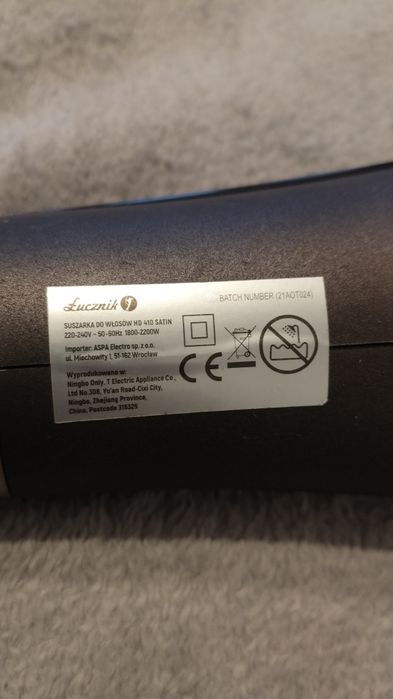 Łucznik
BATCH NUMBER (21AOT024)
SUSZARKA DO WŁOSÓW HD 410 SATIN
220-240V ~ 50-60Hz 1800-2200W
Importer: ASPA Electro sp. z o.o.
ul. Miechowity 1, 51-162 Wrocław
Wyprodukowano w:
Ningbo Only. T Electric Appliance Co.,
Ltd No.308, Yu'an Road-Cixi City,
Ningbo, Zhejiang Province,
China, Postcode 315325
CE